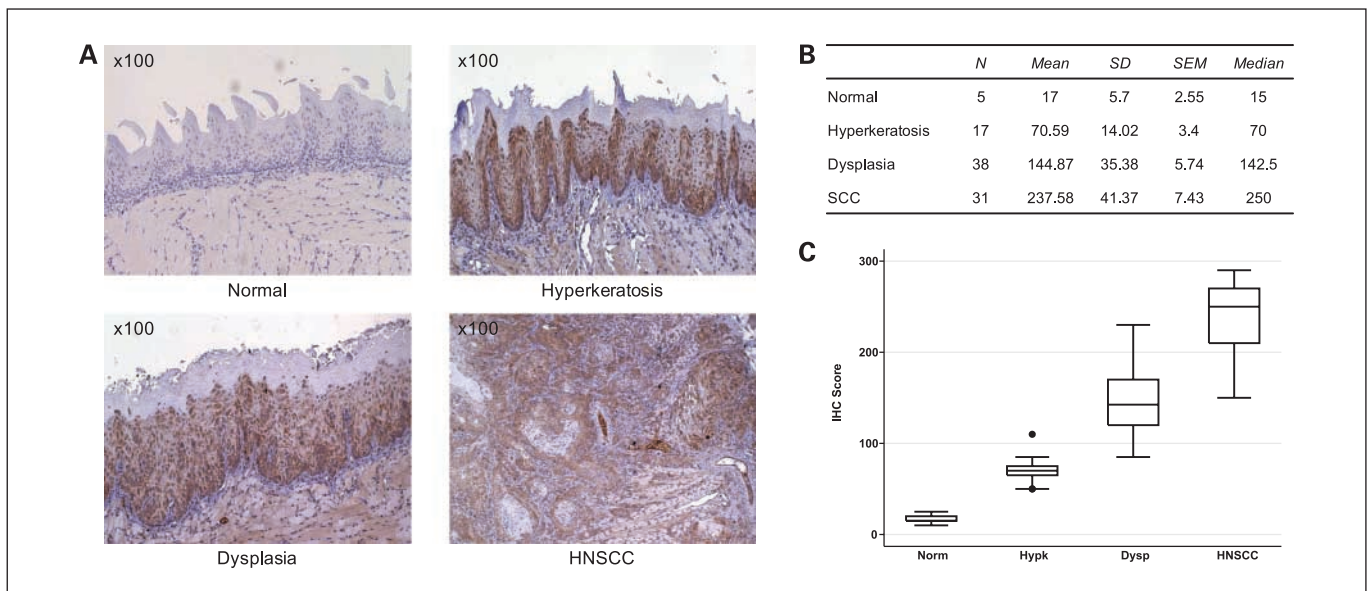 A
x100
x100
Normal
Hyperkeratosis
x100
x100
Dysplasia
HNSCC
B
N Mean SD SEM Median
Normal 5 17 5.7 2.55 15
Hyperkeratosis 17 70.59 14.02 3.4 70
Dysplasia 38 144.87 35.38 5.74 142.5
SCC 31 237.58 41.37 7.43 250
C
300
200
100
0
IHC Score
Norm Hypk Dysp HNSCC